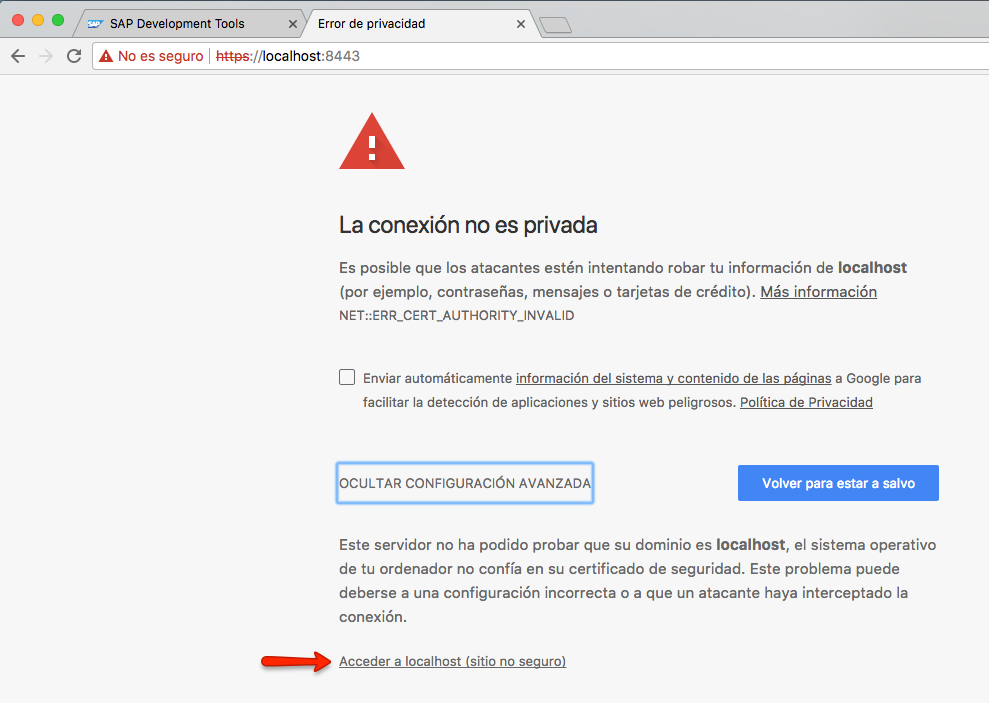 SAP SAP Development Tools
Error de privacidad
No es seguro https://localhost:8443
La conexión no es privada
Es posible que los atacantes estén intentando robar tu información de localhost
(por ejemplo, contraseñas, mensajes o tarjetas de crédito). Más información
NET::ERR_CERT_AUTHORITY_INVALID
Enviar automáticamente información del sistema y contenido de las páginas a Google para
facilitar la detección de aplicaciones y sitios web peligrosos. Política de Privacidad
OCULTAR CONFIGURACIÓN AVANZADA
Volver para estar a salvo
Este servidor no ha podido probar que su dominio es localhost, el sistema operativo
de tu ordenador no confía en su certificado de seguridad. Este problema puede
deberse a una configuración incorrecta o a que un atacante haya interceptado la
conexión.
Acceder a localhost (sitio no seguro)